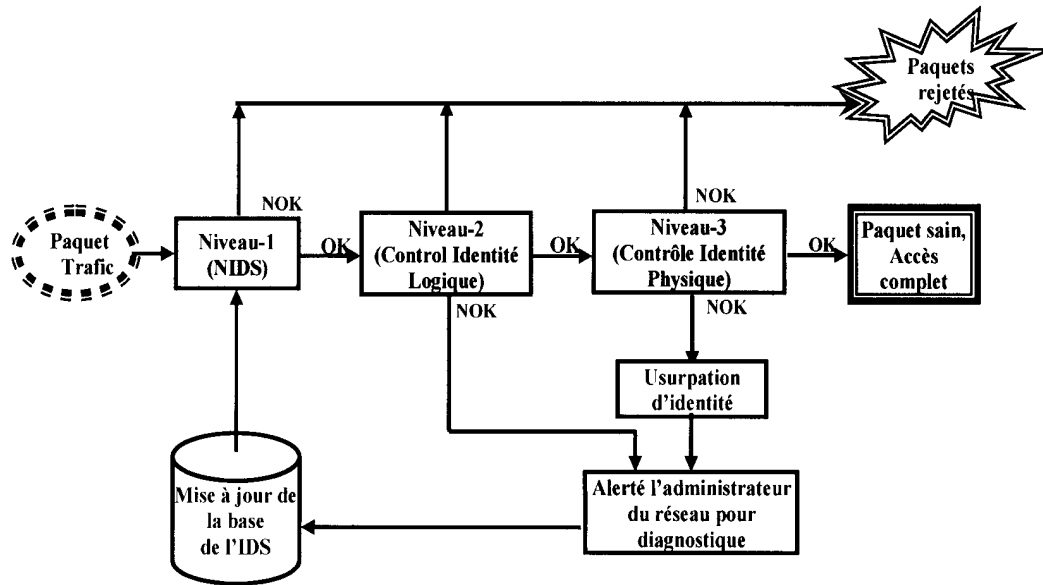 Paquets
rejetés
NOK
NOK
Paquet
Trafic
Niveau-1
(NIDS)
OK
Niveau-2
(Control Identité
Logique)
OK
Niveau-3
(Contrôle Identité
Physique)
OK
Paquet sain,
Accès
complet
NOK
NOK
Usurpation
d'identité
Mise à jour de
la base
de l'IDS
Alerté l'administrateur
du réseau pour
diagnostique